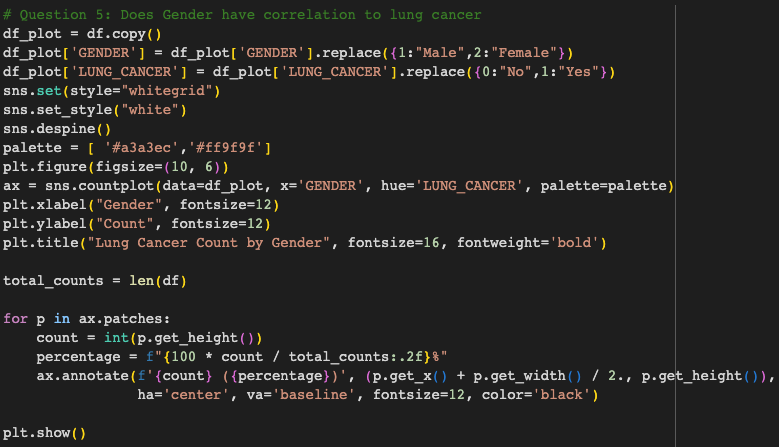 # Question 5: Does Gender have correlation to lung cancer
df_plot = df.copy()
df_plot['GENDER'] = df_plot['GENDER'].replace({1:"Male",2:"Female"})
df_plot['LUNG_CANCER'] = df_plot['LUNG_CANCER'].replace({0:"No",1:"Yes"})
sns.set(style="whitegrid")
sns.set_style("white")
sns.despine()
palette = [ '#a3a3ec','#ff9f9f']
plt.figure(figsize=(10, 6))
ax = sns.countplot(data=df_plot, x='GENDER', hue='LUNG_CANCER', palette=palette)
plt.xlabel("Gender", fontsize=12)
plt.ylabel("Count", fontsize=12)
plt.title("Lung Cancer Count by Gender", fontsize=16, fontweight='bold')

total_counts = len(df)

for p in ax.patches:
    count = int(p.get_height())
    percentage = f"{100 * count / total_counts:.2f}%"
    ax.annotate(f'{count} ({percentage})', (p.get_x() + p.get_width() / 2., p.get_height()),
                ha='center', va='baseline', fontsize=12, color='black')

plt.show()